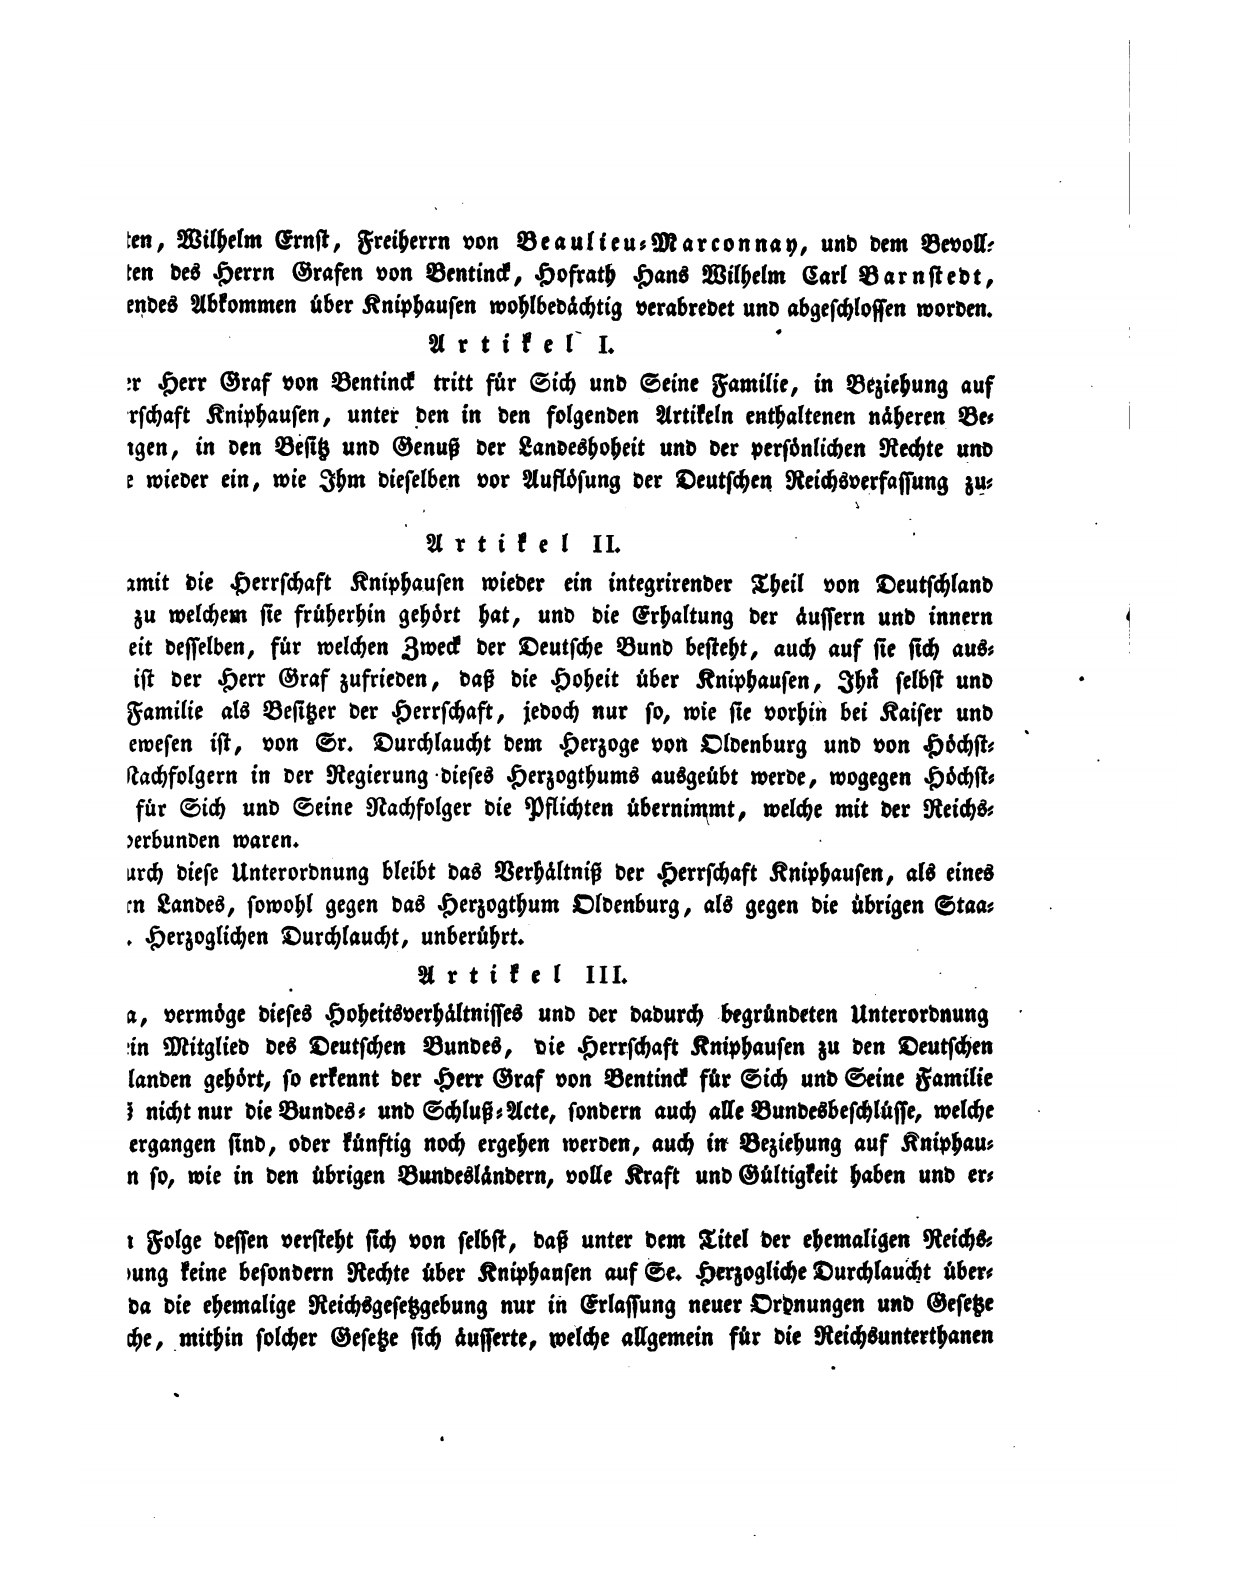 ten, Wilhelm Ernst, Freiherrn von Beaulieu-Marconnay, und dem Bevoll-
ten des Herrn Grafen von Bentinck, Hofrath Hans Wilhelm Carl Barnstedt,
endes Abkommen über Kniphausen wohlbedächtig verabredet und abgeschlossen worden.
Artikel I.
er Herr Graf von Bentinck tritt für Sich und Seine Familie, in Beziehung auf
rschaft Kniphausen, unter den in den folgenden Artikeln enthaltenen näheren Be-
ngen, in den Besitz und Genuß der Landeshoheit und der persönlichen Rechte und
e wieder ein, wie Ihm dieselben vor Auflösung der Deutschen Reichsverfassung zu-
Artikel II.
amit die Herrschaft Kniphausen wieder ein integrirender Theil von Deutschland
zu welchem sie früherhin gehört hat, und die Erhaltung der äussern und innern
eit desselben, für welchen Zweck der Deutsche Bund besteht, auch auf sie sich aus-
ist der Herr Graf zufrieden, daß die Hoheit über Kniphausen, Ihn selbst und
Familie als Besitzer der Herrschaft, jedoch nur so, wie sie vorhin bei Kaiser und
ewesen ist, von Sr. Durchlaucht dem Herzoge von Oldenburg und von Höchst-
Nachfolgern in der Regierung dieses Herzogthums ausgeübt werde, wogegen Höchst-
für Sich und Seine Nachfolger die Pflichten übernimmt, welche mit der Reichs-
verbunden waren.
urch diese Unterordnung bleibt das Verhältniß der Herrschaft Kniphausen, als eines
en Landes, sowohl gegen das Herzogthum Oldenburg, als gegen die übrigen Staa-
. Herzoglichen Durchlaucht, unberührt.
Artikel III.
a, vermöge dieses Hoheitsverhältnisses und der dadurch begründeten Unterordnung
ein Mitglied des Deutschen Bundes, die Herrschaft Kniphausen zu den Deutschen
landen gehört, so erkennt der Herr Graf von Bentinck für Sich und Seine Familie
ß nicht nur die Bundes- und Schluß-Acte, sondern auch alle Bundesbeschlüsse, welche
ergangen sind, oder künftig noch ergehen werden, auch in Beziehung auf Kniphau-
n so, wie in den übrigen Bundesländern, volle Kraft und Gültigkeit haben und er-
n Folge dessen versteht sich von selbst, daß unter dem Titel der ehemaligen Reichs-
bung keine besondern Rechte über Kniphausen auf Se. Herzogliche Durchlaucht über-
da die ehemalige Reichsgesetzgebung nur in Erlassung neuer Ordnungen und Gesetze
che, mithin solcher Gesetze sich äusserte, welche allgemein für die Reichsunterthanen